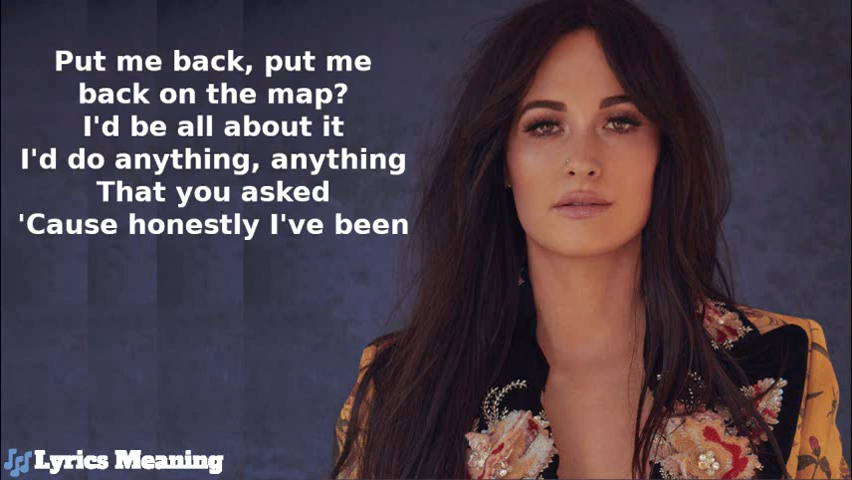 Put me back, put me
back on the map?
I'd be all about it
I'd do anything, anything
That you asked
'Cause honestly I've been
Lyrics Meaning